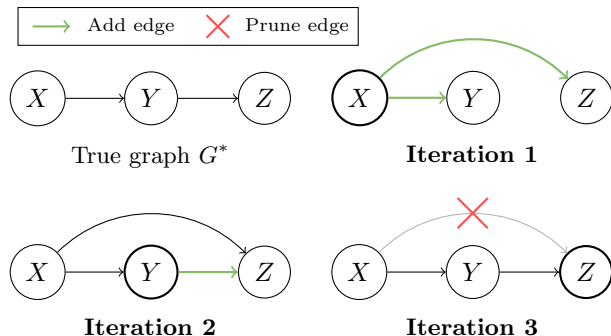 Add edge Prune edge
X Y Z X Y Z
True graph G* Iteration 1
X Y Z X Y Z
Iteration 2 Iteration 3